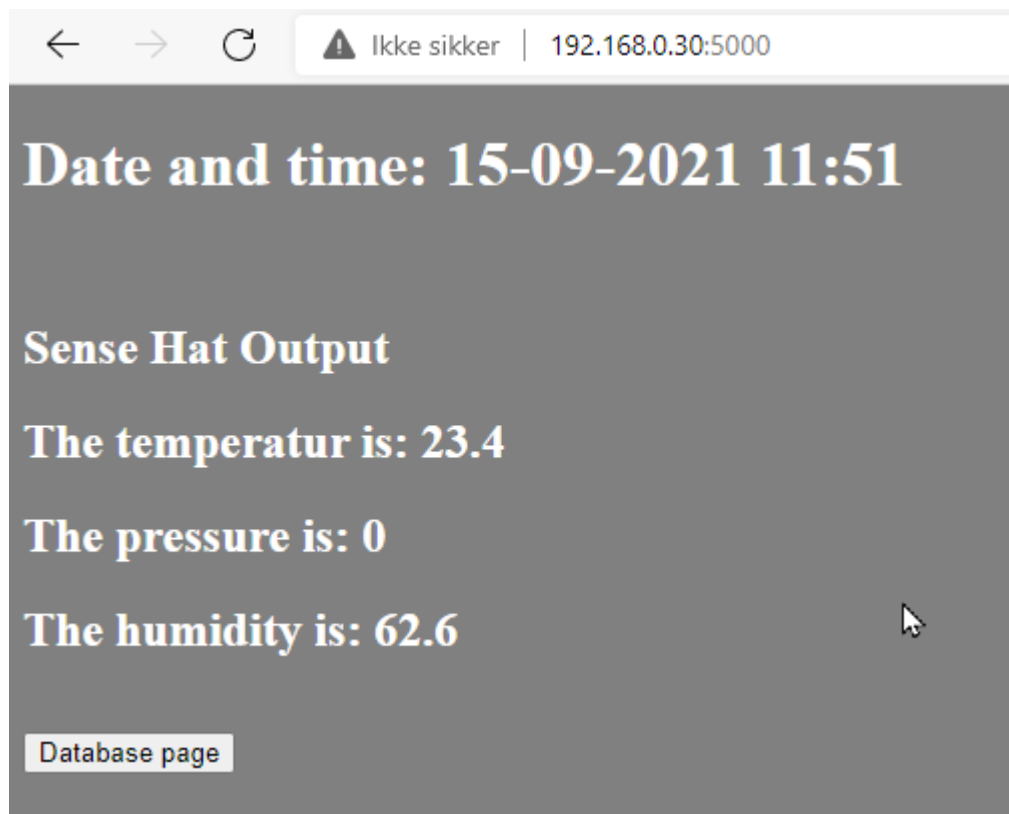 Ikke sikker | 192.168.0.30:5000
Date and time: 15-09-2021 11:51
Sense Hat Output
The temperatur is: 23.4
The pressure is: 0
The humidity is: 62.6
Database page